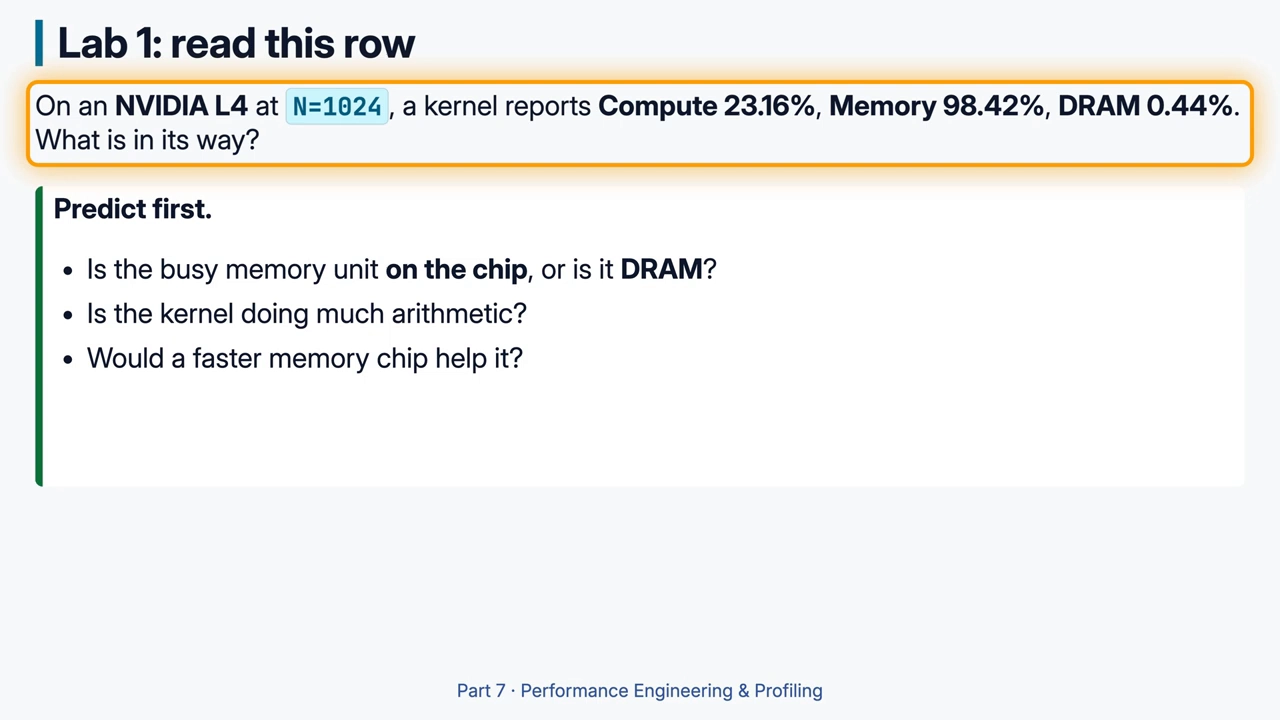 Lab 1: read this row
On an NVIDIA L4 at N=1024, a kernel reports Compute 23.16%, Memory 98.42%, DRAM 0.44%.
What is in its way?
Predict first.
• Is the busy memory unit on the chip, or is it DRAM?
• Is the kernel doing much arithmetic?
• Would a faster memory chip help it?
Part 7 · Performance Engineering & Profiling